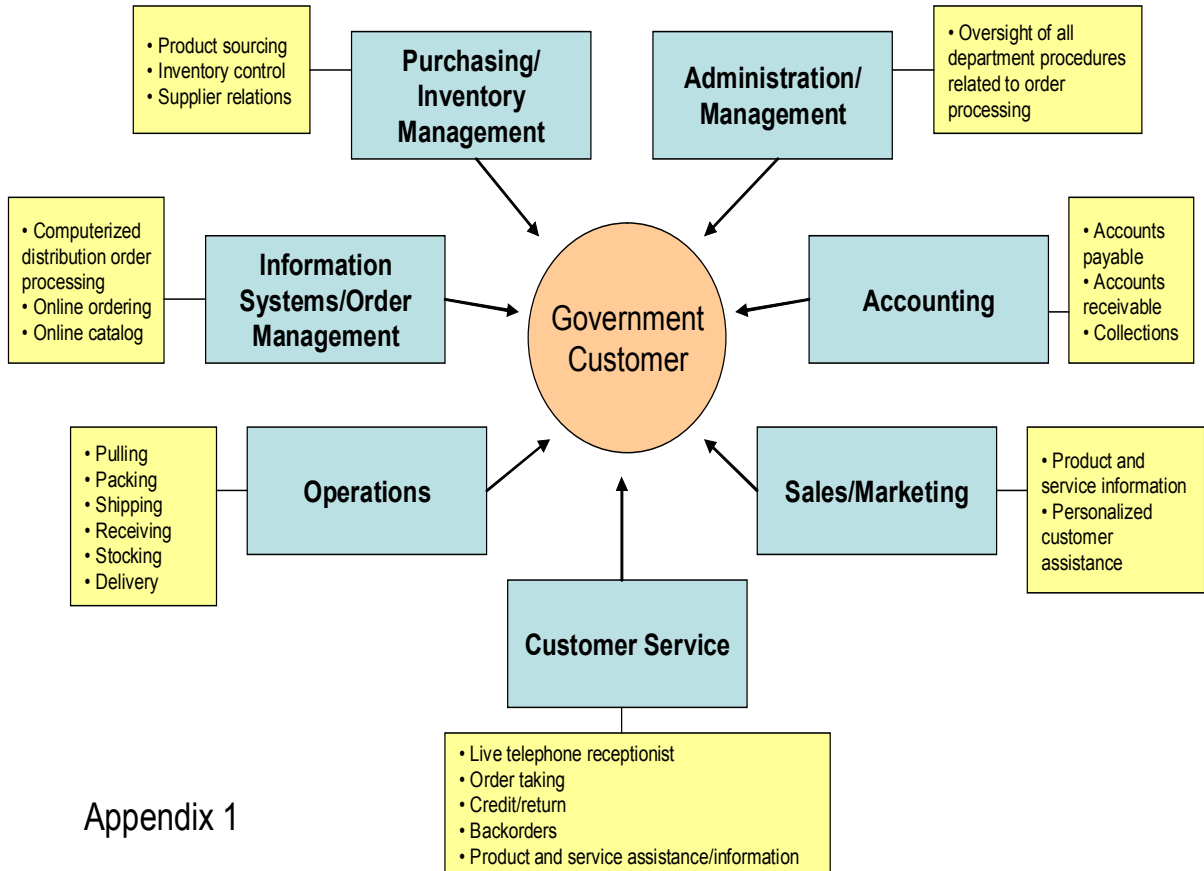 • Product sourcing
• Inventory control
• Supplier relations
Purchasing/
Inventory
Management
Administration/
Management
• Oversight of all
department procedures
related to order
processing
• Computerized
distribution order
processing
• Online ordering
• Online catalog
Information
Systems/Order
Management
Government
Customer
Accounting
• Accounts
payable
• Accounts
receivable
• Collections
• Pulling
• Packing
• Shipping
• Receiving
• Stocking
• Delivery
Operations
Sales/Marketing
• Product and
service information
• Personalized
customer
assistance
Customer Service
• Live telephone receptionist
• Order taking
• Credit/return
• Backorders
• Product and service assistance/information
Appendix 1